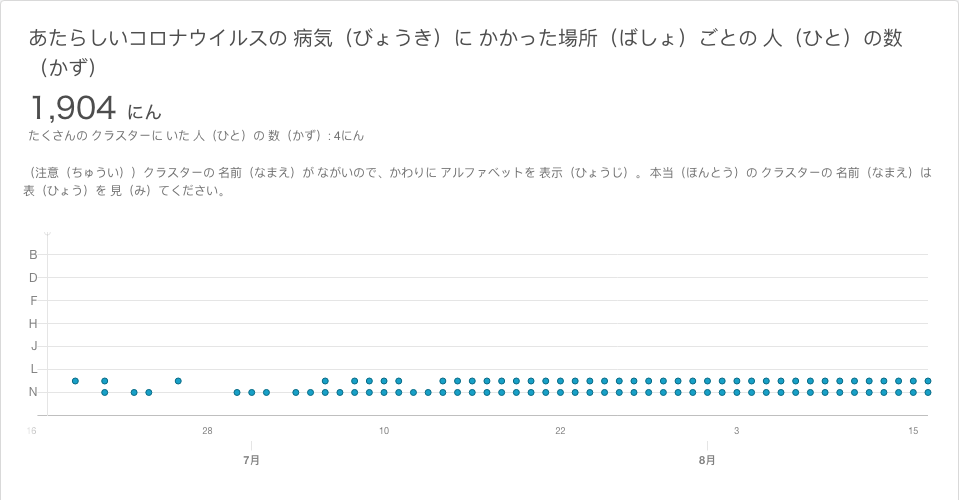 あたらしいコロナウイルスの 病気（びょうき）に かかった場所（ばしょ）ごとの 人（ひと）の数
（かず）
1,904 にん
たくさんの クラスターに いた 人（ひと）の 数（かず）: 4にん
（注意（ちゅうい））クラスターの 名前（なまえ）が ながいので、かわりに アルファベットを 表示（ひょうじ）。本当（ほんとう）の クラスターの 名前（なまえ）は
表（ひょう）を 見（み）てください。
B
D
F
H
J
L
N
16 28 10 22 3 15
7月 8月